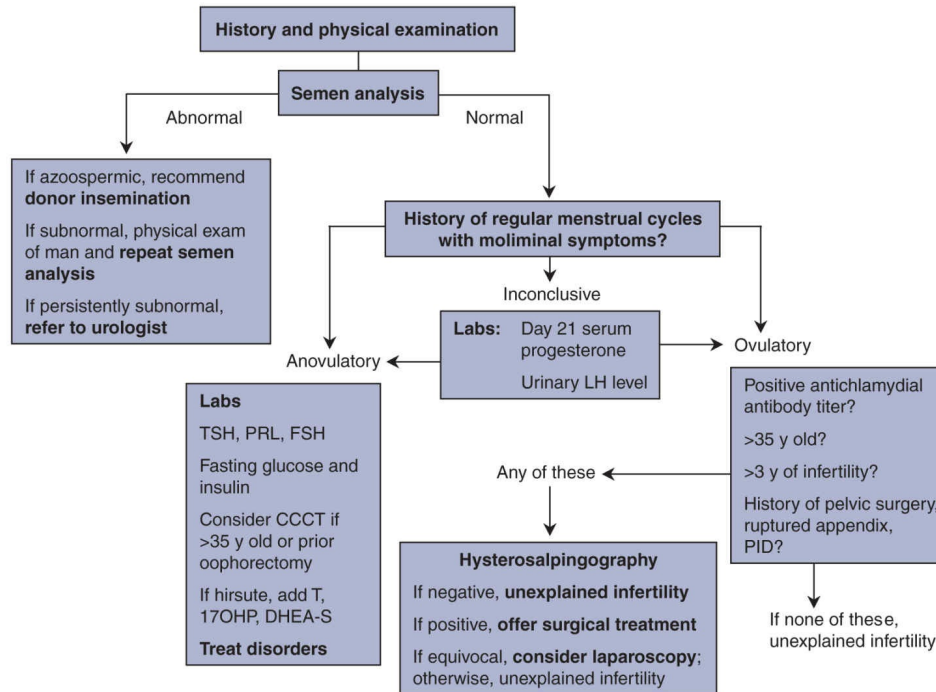 History and physical examination
Semen analysis
Abnormal
Normal
If azoospermic, recommend
donor insemination
If subnormal, physical exam
of man and repeat semen
analysis
If persistently subnormal,
refer to urologist
History of regular menstrual cycles
with moliminal symptoms?
Inconclusive
Labs: Day 21 serum
progesterone
Urinary LH level
Anovulatory
Ovulatory
Labs
TSH, PRL, FSH
Fasting glucose and
insulin
Consider CCCT if
>35 y old or prior
oophorectomy
If hirsute, add T,
17OHP, DHEA-S
Treat disorders
Positive antichlamydial
antibody titer?
>35 y old?
>3 y of infertility?
History of pelvic surgery,
ruptured appendix,
PID?
Any of these
Hysterosalpingography
If negative, unexplained infertility
If positive, offer surgical treatment
If equivocal, consider laparoscopy;
otherwise, unexplained infertility
If none of these,
unexplained infertility